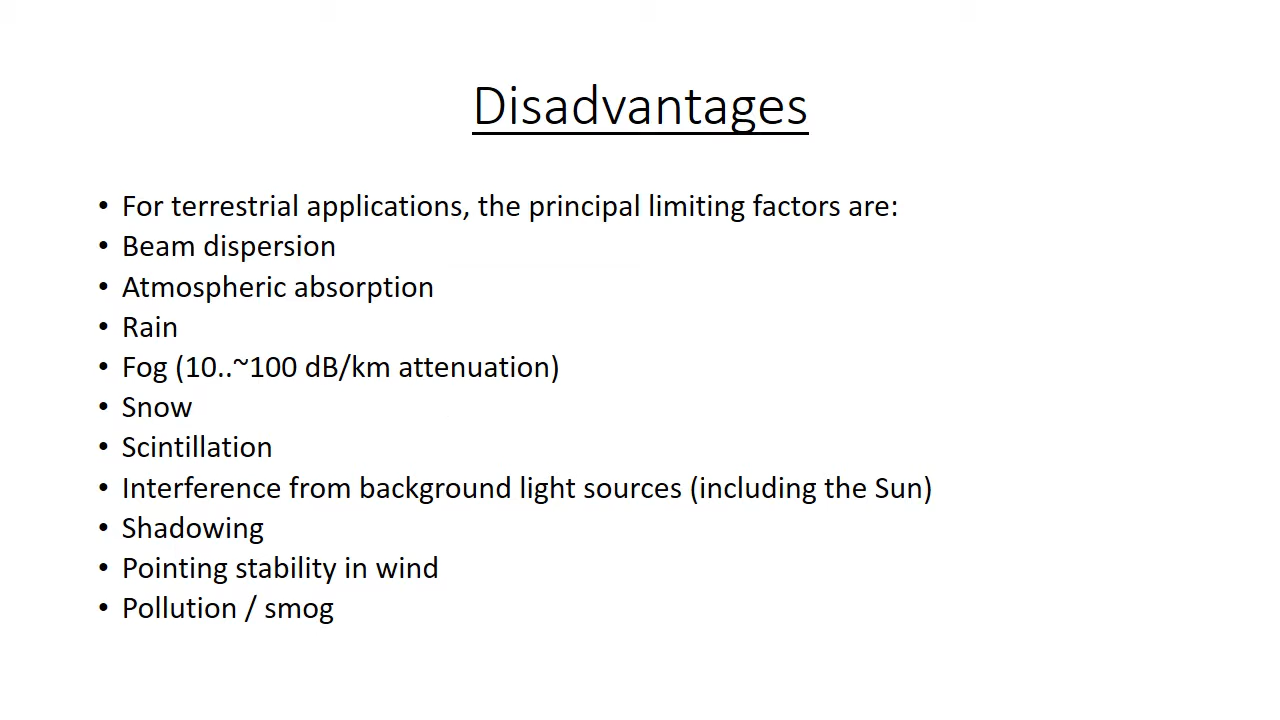 Disadvantages
• For terrestrial applications, the principal limiting factors are:
• Beam dispersion
• Atmospheric absorption
• Rain
• Fog (10..~100 dB/km attenuation)
• Snow
• Scintillation
• Interference from background light sources (including the Sun)
• Shadowing
• Pointing stability in wind
• Pollution / smog